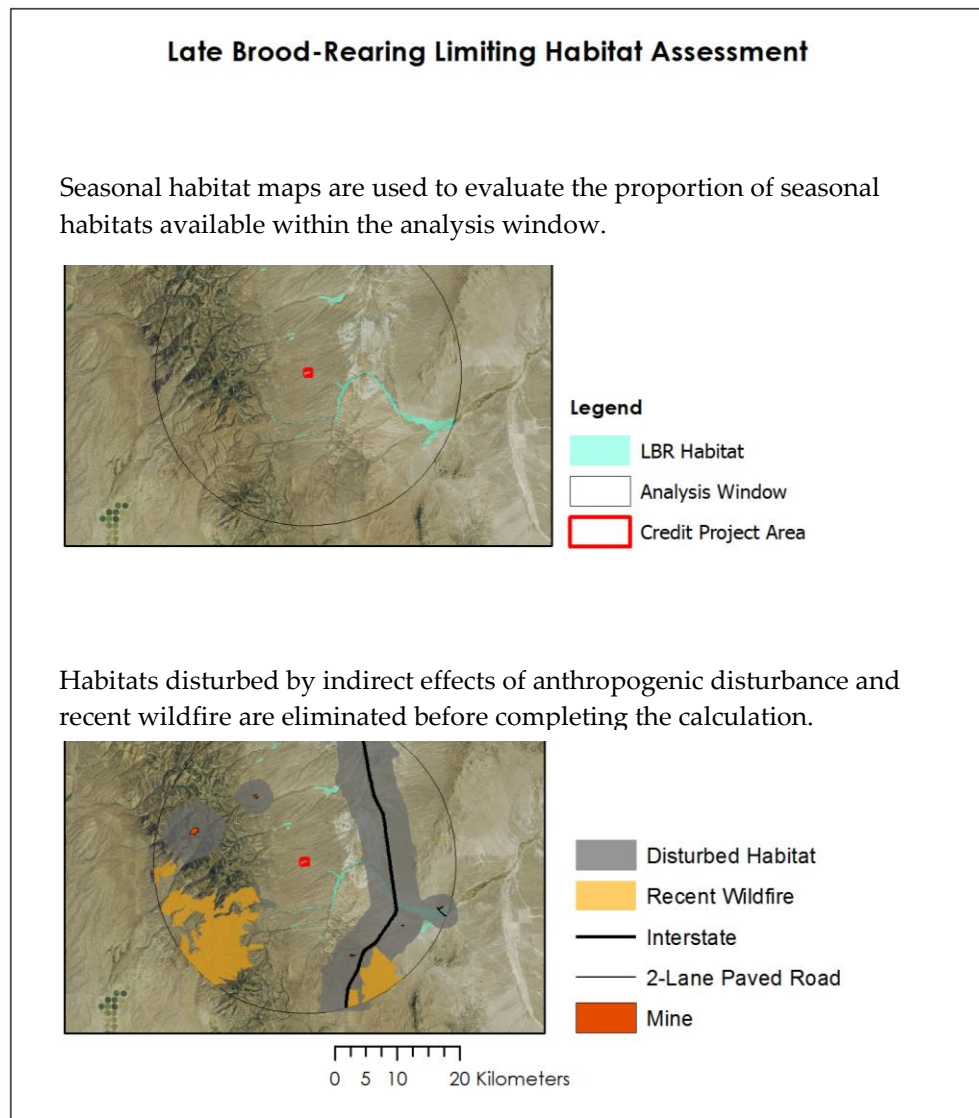 Late Brood-Rearing Limiting Habitat Assessment
Seasonal habitat maps are used to evaluate the proportion of seasonal
habitats available within the analysis window.
Legend
LBR Habitat
Analysis Window
Credit Project Area
Habitats disturbed by indirect effects of anthropogenic disturbance and
recent wildfire are eliminated before completing the calculation.
Disturbed Habitat
Recent Wildfire
Interstate
2-Lane Paved Road
Mine
0 5 10 20 Kilometers